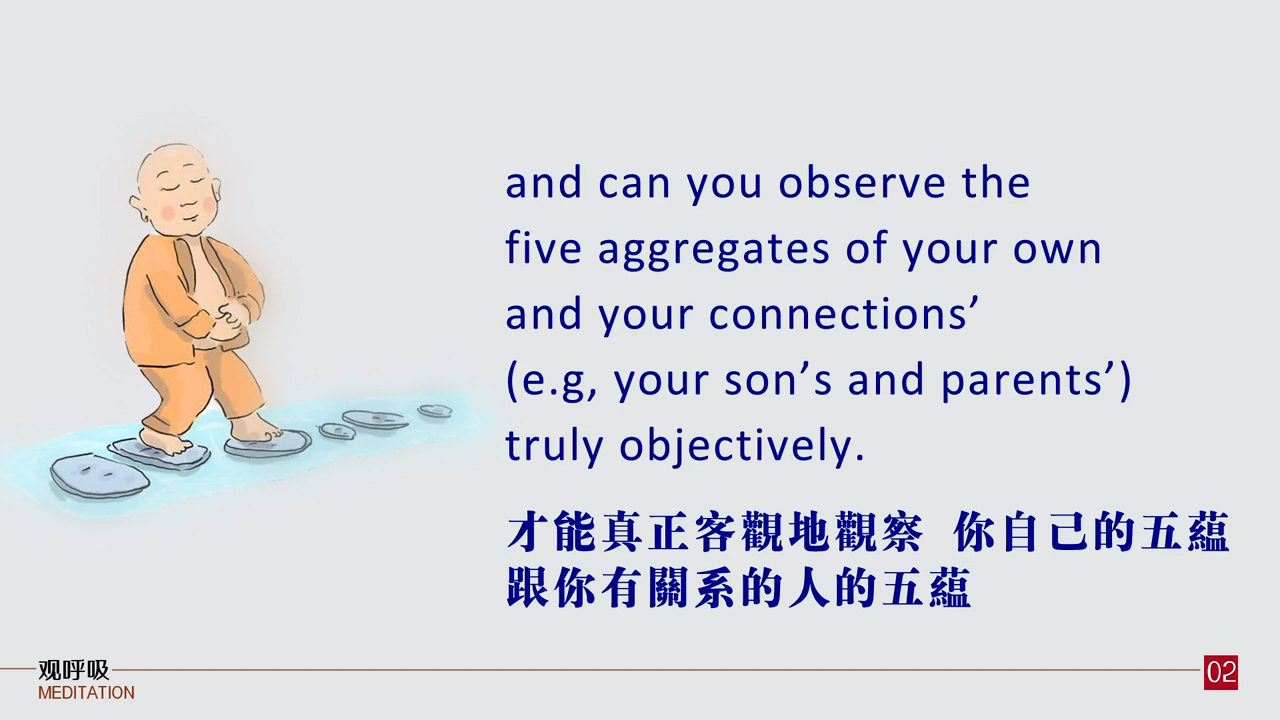 and can you observe the
five aggregates of your own
and your connections’
(e.g, your son’s and parents’)
truly objectively.
才能真正客觀地觀察 你自己的五蘊
跟你有關系的人的五蘊
观呼吸
MEDITATION
02